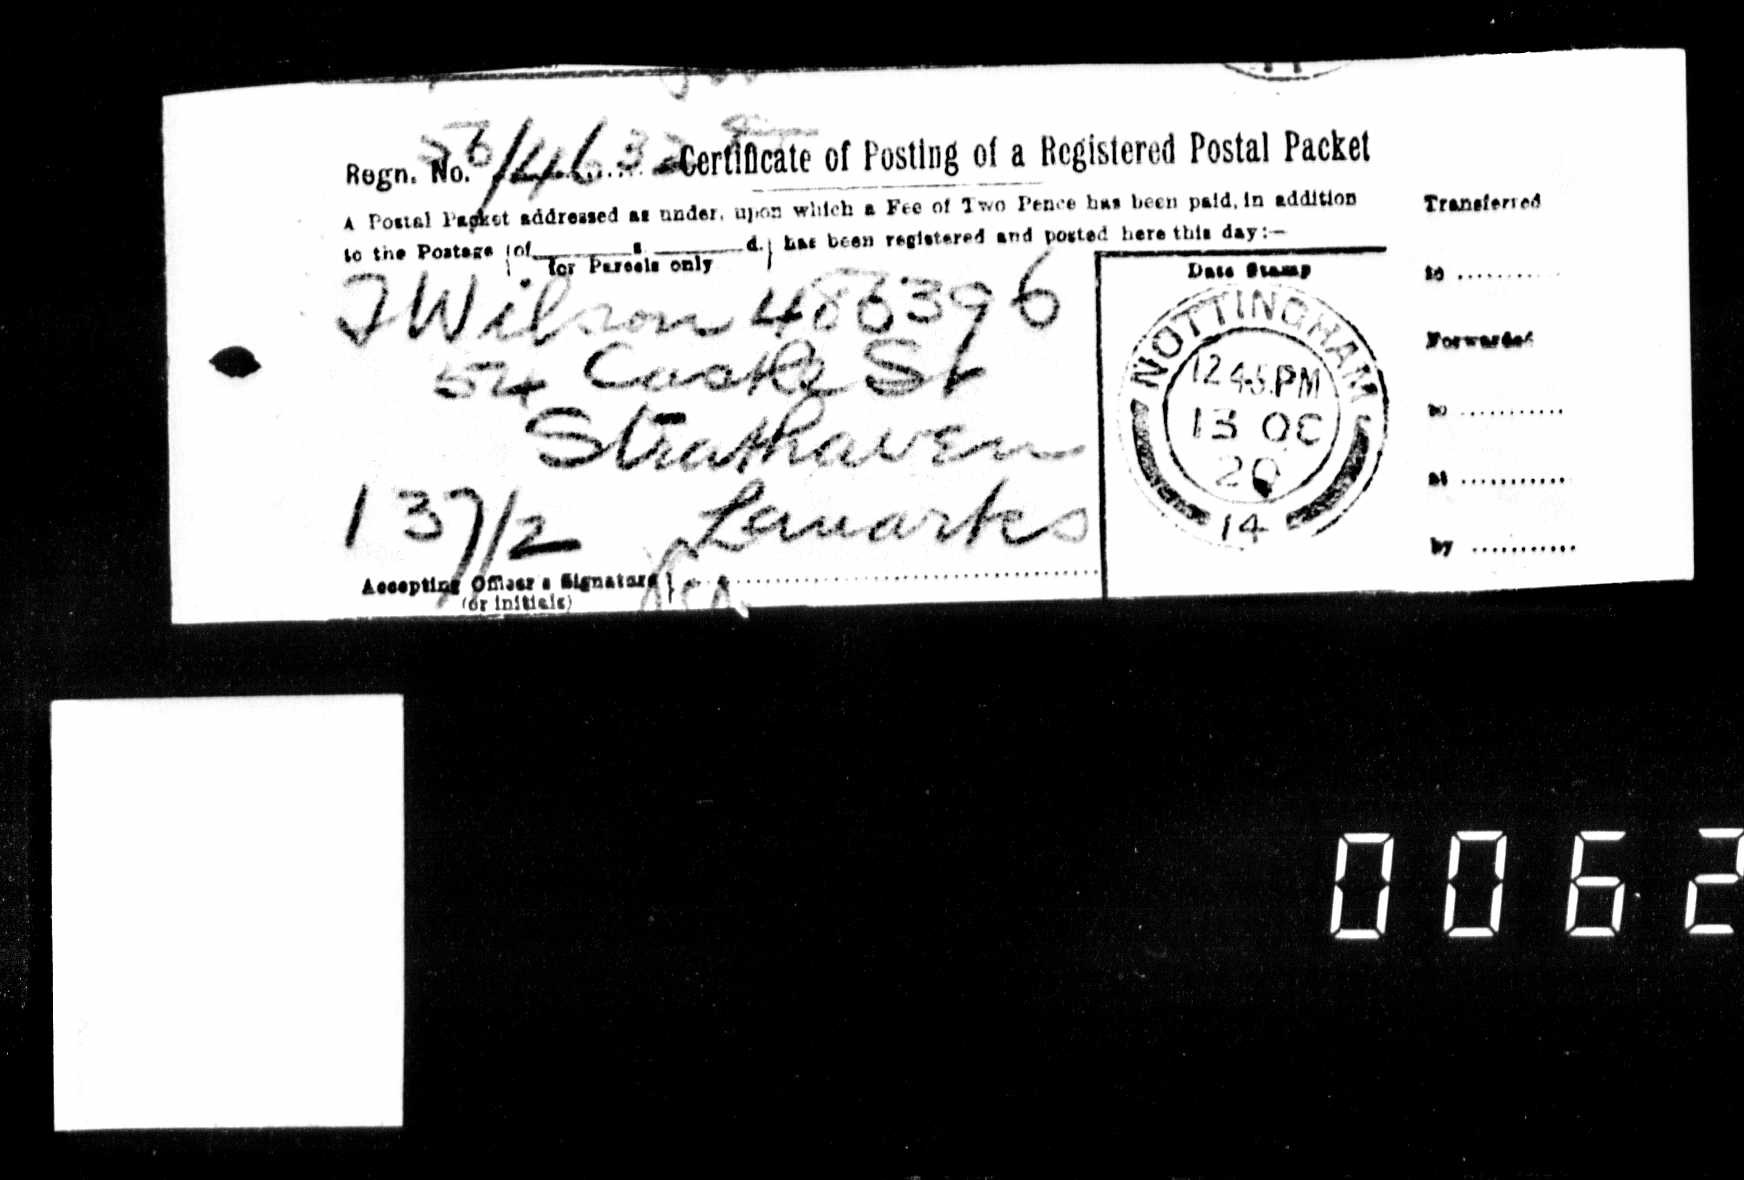 Regn. No. 56/4632 Certificate of Posting of a Registered Postal Packet
A Postal Packet addressed as under, upon which a Fee of Two Pence has been paid, in addition
to the Postage {of s. d.} has been registered and posted here this day:—
for Parcels only
J Wilson 486396
54 Castle St
Strathaven
137/2 Lanarks
Accepting Officer's Signature}
(or initials)
Date Stamp
NOTTINGHAM
12 45.PM
13 OC
20
14
Transferred
to
Forwarded
to
at
by
0062